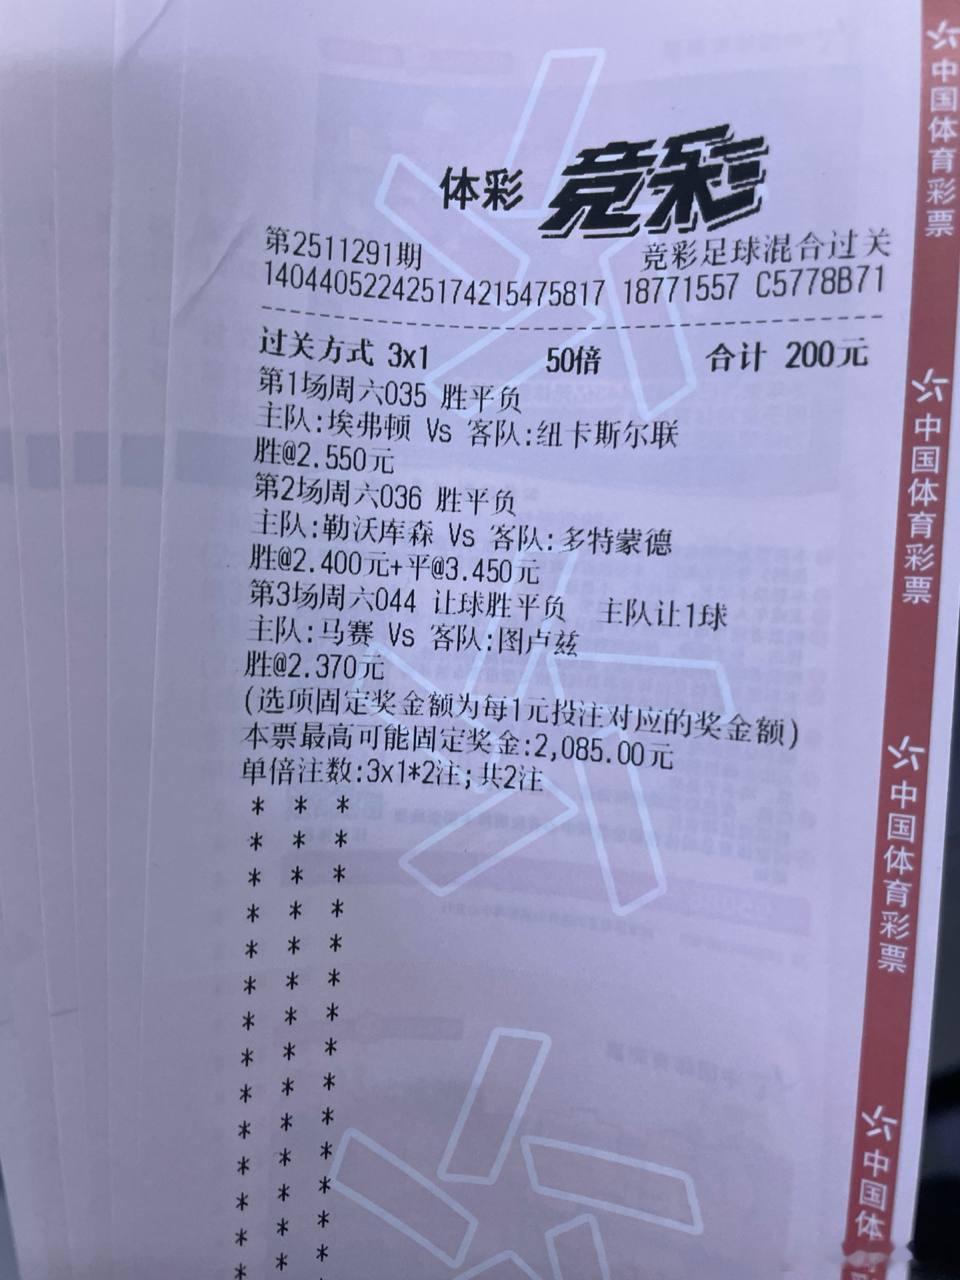 体彩 竞彩
第2511291期 竞彩足球混合过关
140440522425174215475817 18771557 C5778B71
过关方式 3x1 50倍 合计 200元
第1场周六035 胜平负
主队:埃弗顿 Vs 客队:纽卡斯尔联
胜@2.550元
第2场周六036 胜平负
主队:勒沃库森 Vs 客队:多特蒙德
胜@2.400元+平@3.450元
第3场周六044 让球胜平负 主队让1球
主队:马赛 Vs 客队:图卢兹
胜@2.370元
(选项固定奖金额为每1元投注对应的奖金额)
本票最高可能固定奖金:2,085.00元
单倍注数:3x1*2注;共2注
* * *
* * *
* * *
* * *
* * *
* * *
* * *
* * *
* * *
* * *
* * *
* * *
* * *
*
中国体育彩票
中国体育彩票
中国体育彩票
中国体